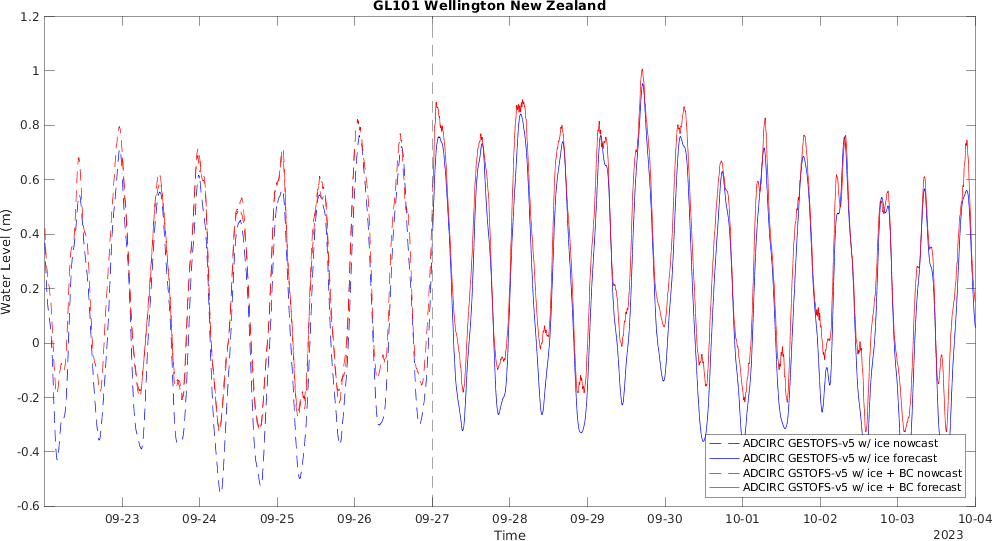 GL101 Wellington New Zealand
1.2
1
0.8
0.6
0.4
0.2
0
-0.2
-0.4
-0.6
Water Level (m)
ADCIRC GESTOFS-v5 w/ ice nowcast
ADCIRC GESTOFS-v5 w/ ice forecast
ADCIRC GSTOFS-v5 w/ ice + BC nowcast
ADCIRC GSTOFS-v5 w/ ice + BC forecast
09-23 09-24 09-25 09-26 09-27 09-28 09-29 09-30 10-01 10-02 10-03 10-04
Time
2023